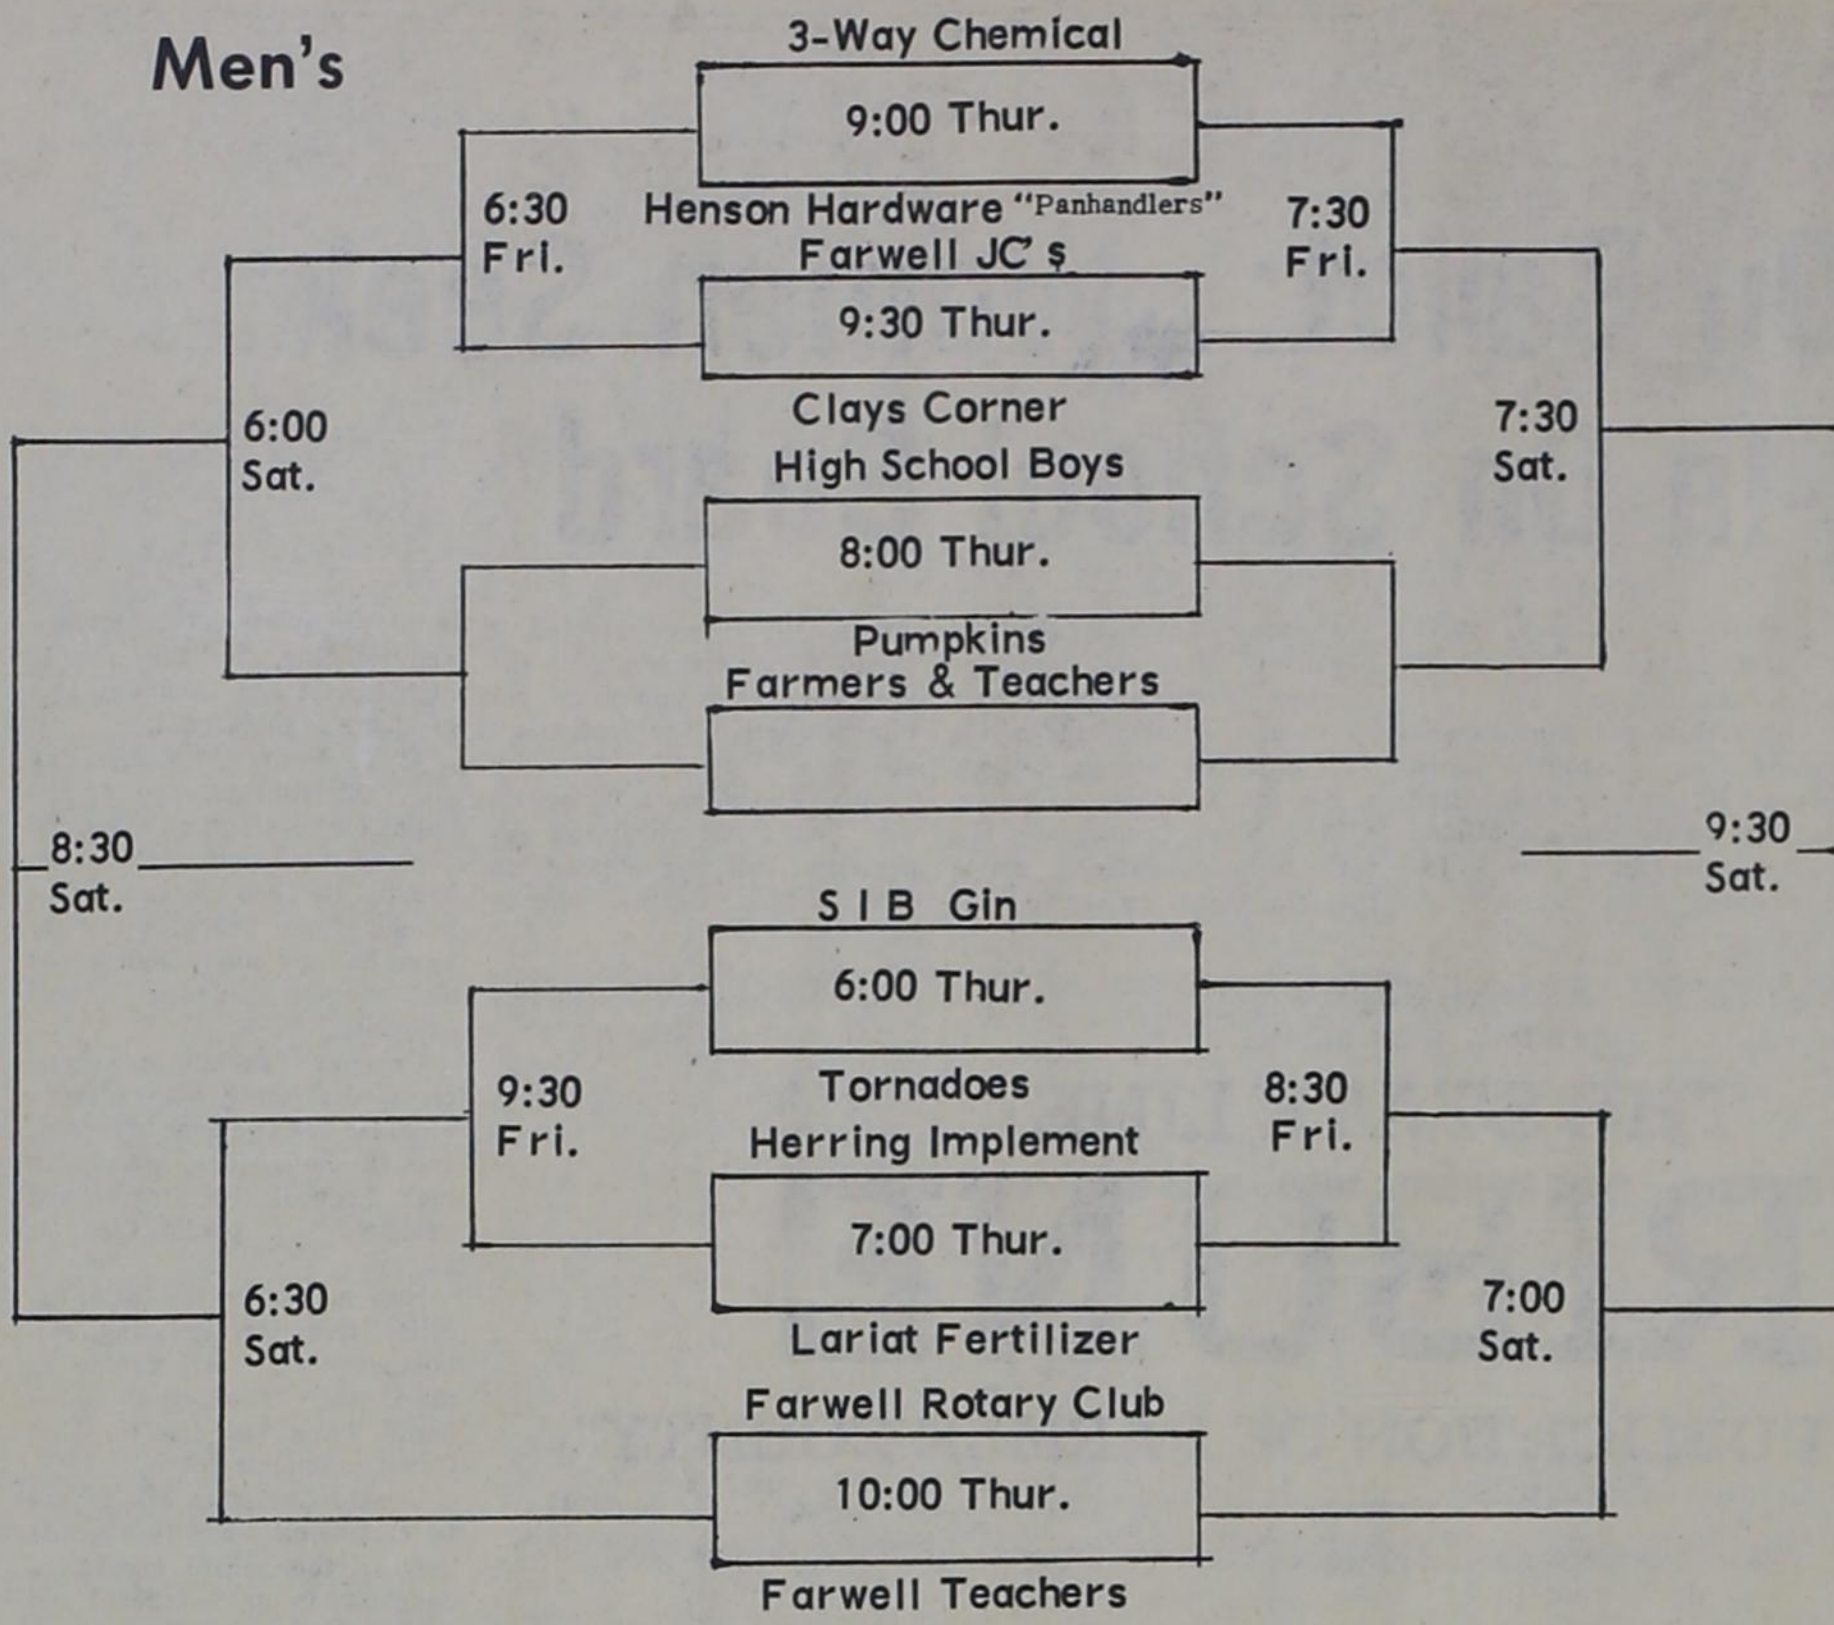 Men's
3-Way Chemical
9:00 Thur.
6:30
Fri.
Henson Hardware "Panhandlers"
7:30
Fri.
Farwell JC's
9:30 Thur.
Clays Corner
6:00
Sat.
7:30
Sat.
High School Boys
8:00 Thur.
Pumpkins
Farmers & Teachers
8:30
Sat.
9:30
Sat.
S I B Gin
6:00 Thur.
Tornadoes
9:30
Fri.
8:30
Fri.
Herring Implement
7:00 Thur.
Lariat Fertilizer
6:30
Sat.
7:00
Sat.
Farwell Rotary Club
10:00 Thur.
Farwell Teachers